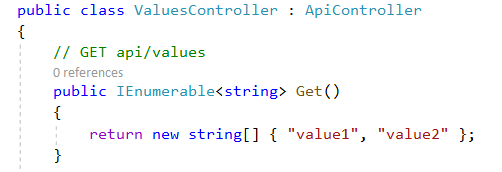 public class ValuesController : ApiController
{
// GET api/values
0 references
public IEnumerable<string> Get()
{
return new string[] { "value1", "value2" };
}